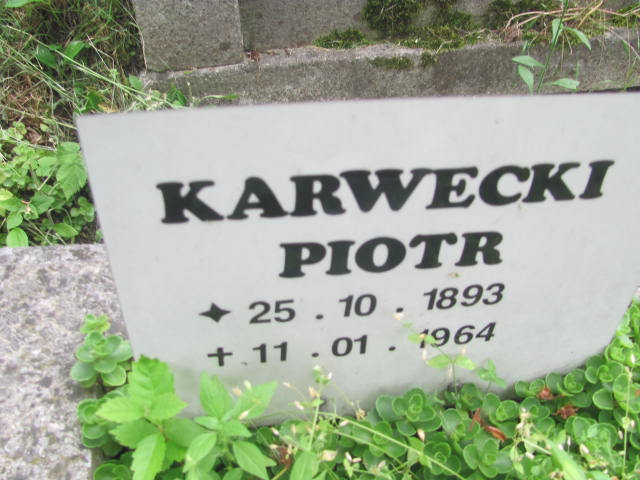 KARWECKI
PIOTR
✦ 25 . 10 . 1893
+ 11 . 01 . 1964